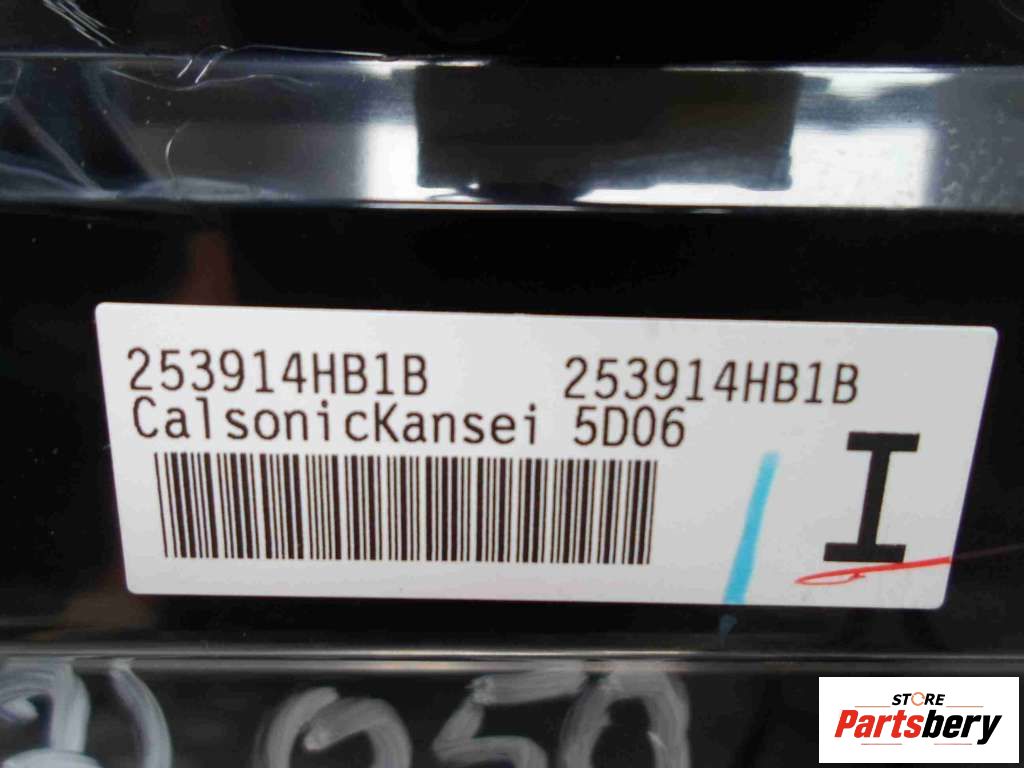 253914HB1B 253914HB1B
CalsonicKansei 5D06
I
STORE
Partsbery